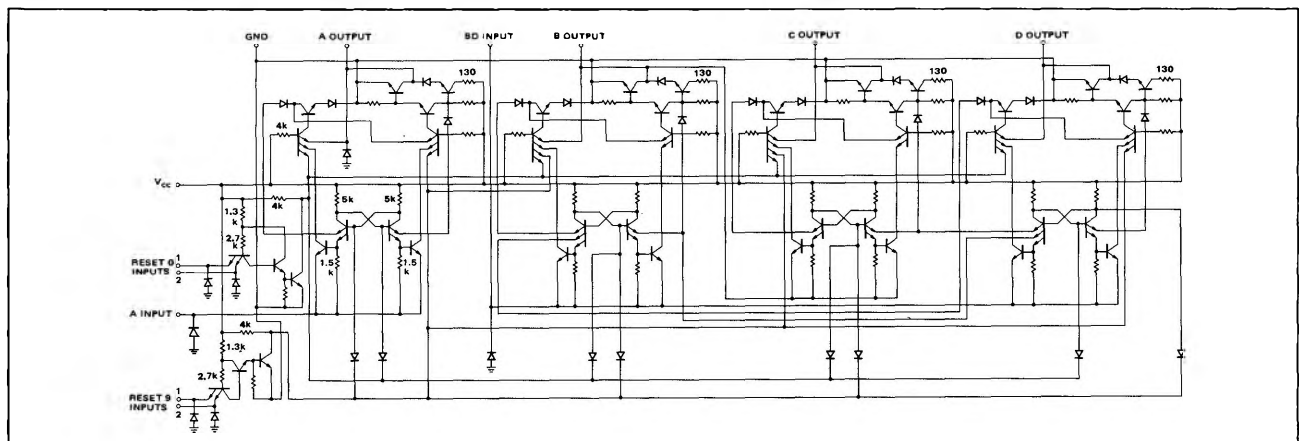 GND A OUTPUT BD INPUT B OUTPUT C OUTPUT D OUTPUT
130 130 130 130
4k
VCC
5k 5k
4k
1.3
k
2.7
k
RESET 0 1
INPUTS 2
1.5
k
1.5
k
A INPUT
4k
1.3k
2.7k
RESET 9 1
INPUTS 2